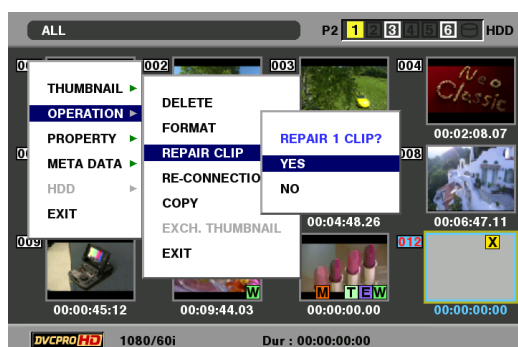 ALL P2 1 2 3 4 5 6 HDD
002 003 004
Neo
Classic
THUMBNAIL
OPERATION
PROPERTY
META DATA
HDD
EXIT
DELETE
FORMAT
REPAIR CLIP
RE-CONNECTIO
COPY
EXCH. THUMBNAIL
EXIT
REPAIR 1 CLIP?
YES
NO
00:02:08.07
008
00:04:48.26 00:06:47.11
009 012 X
W M T E W
00:00:45:12 00:09:44.03 00:00:00.00 00:00:00:00
DVCPRO HD 1080/60i Dur : 00:00:00:00